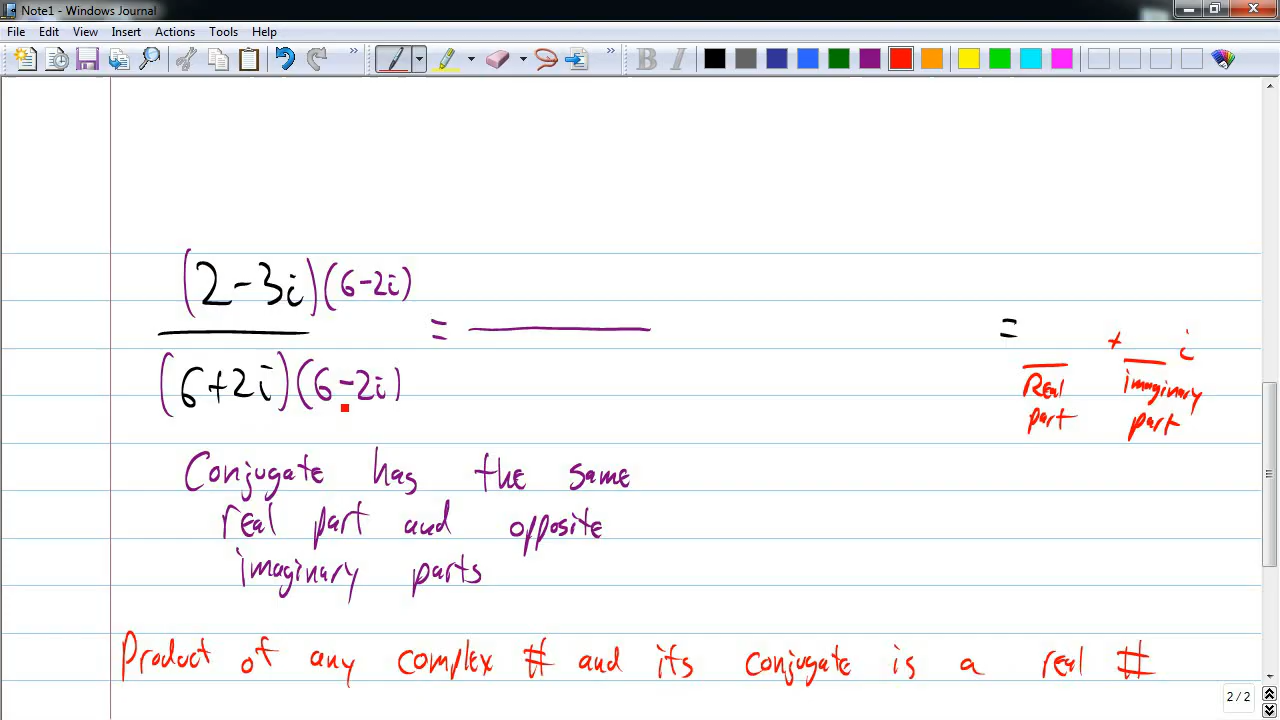 Note1 - Windows Journal
File Edit View Insert Actions Tools Help
B I
(2-3i)(6-2i)
= =
(6+2i)(6-2i)
+ i
Real imaginary
part part
Conjugate has the same
real part and opposite
imaginary parts
Product of any complex # and its conjugate is a real #
2/2